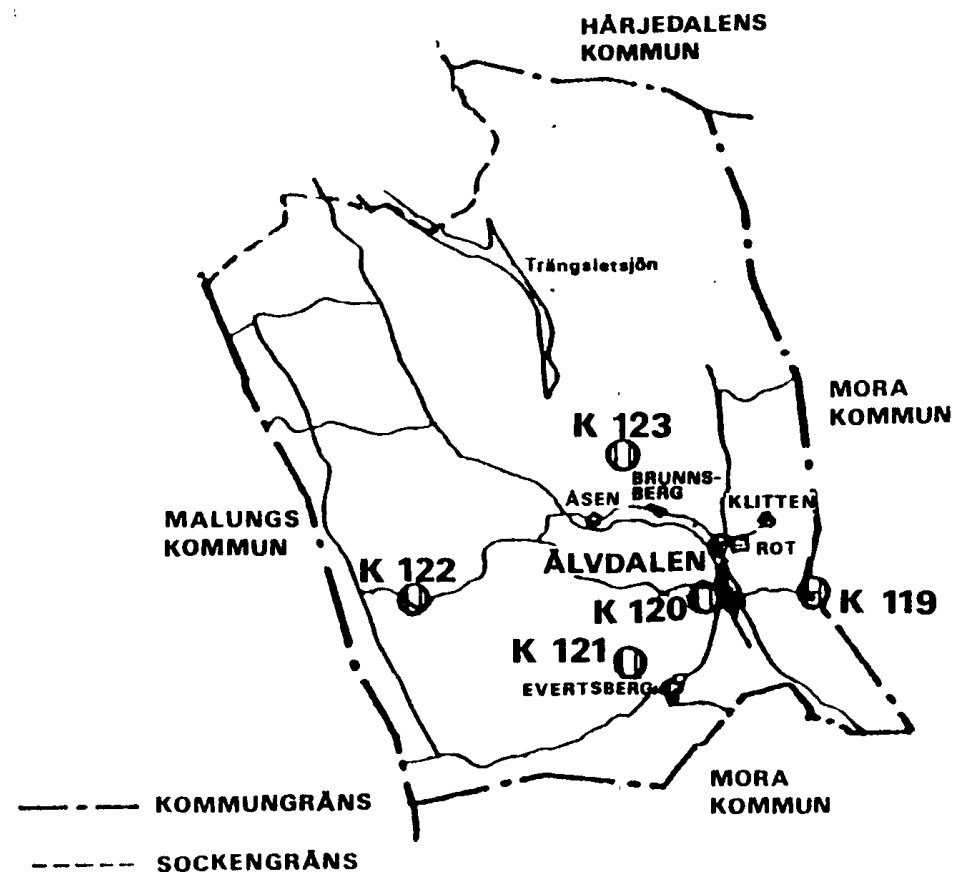 HÄRJEDALENS
KOMMUN
Trängsletsjön
MORA
KOMMUN
K 123
BRUNNS-
BERG
ÅSEN
KLITTEN
MALUNGS
KOMMUN
ROT
ÄLVDALEN
K 122
K 120
K 119
K 121
EVERTSBERG
MORA
KOMMUN
KOMMUNGRÄNS
SOCKENGRÄNS